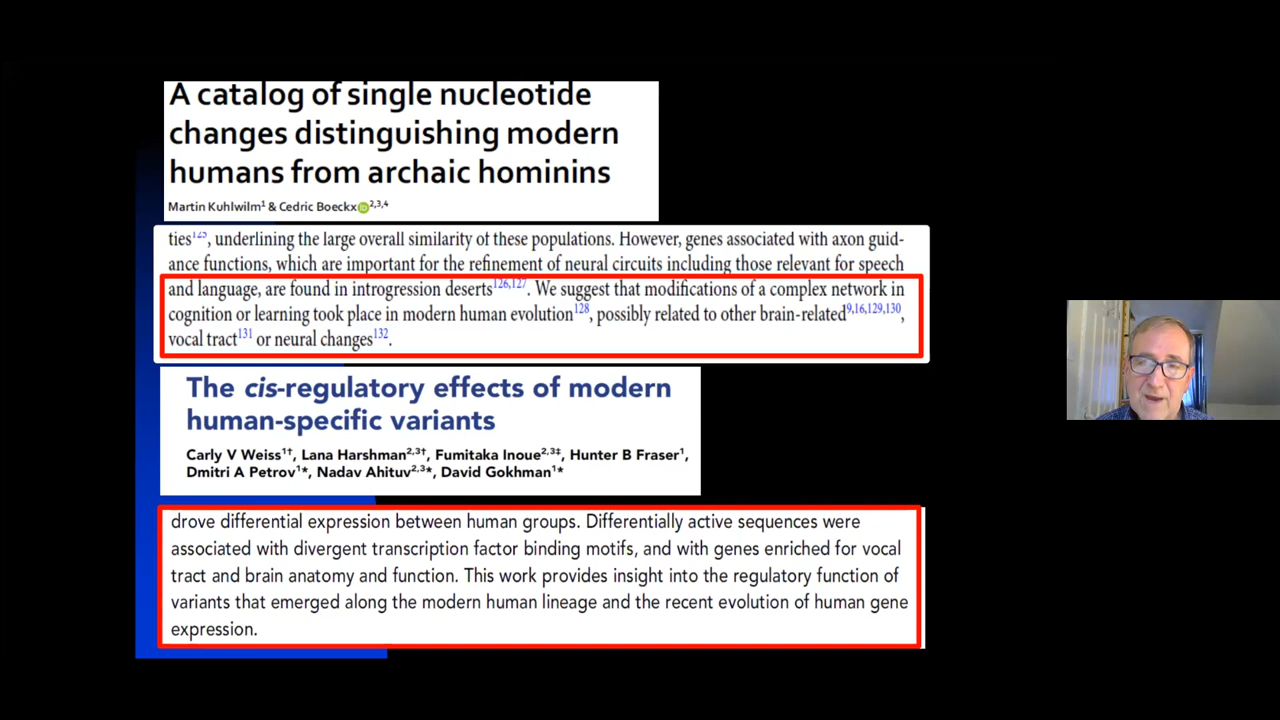 A catalog of single nucleotide
changes distinguishing modern
humans from archaic hominins
Martin Kuhlwilm1 & Cedric Boeckx 2,3,4
ties125, underlining the large overall similarity of these populations. However, genes associated with axon guid-
ance functions, which are important for the refinement of neural circuits including those relevant for speech
and language, are found in introgression deserts126,127. We suggest that modifications of a complex network in
cognition or learning took place in modern human evolution128, possibly related to other brain-related9,16,129,130,
vocal tract131 or neural changes132.
The cis-regulatory effects of modern
human-specific variants
Carly V Weiss1†, Lana Harshman2,3†, Fumitaka Inoue2,3‡, Hunter B Fraser1,
Dmitri A Petrov1*, Nadav Ahituv2,3*, David Gokhman1*
drove differential expression between human groups. Differentially active sequences were
associated with divergent transcription factor binding motifs, and with genes enriched for vocal
tract and brain anatomy and function. This work provides insight into the regulatory function of
variants that emerged along the modern human lineage and the recent evolution of human gene
expression.